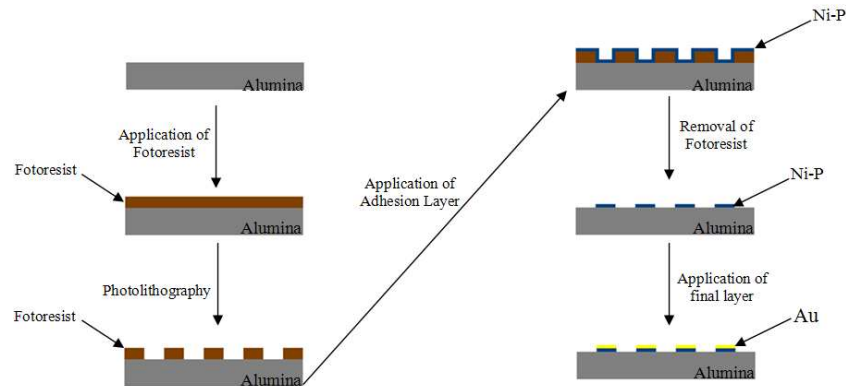 Alumina
Application of
Fotoresist
Fotoresist
Alumina
Photolithography
Fotoresist
Alumina
Application of
Adhesion Layer
Ni-P
Alumina
Removal of
Fotoresist
Ni-P
Alumina
Application of
final layer
Au
Alumina